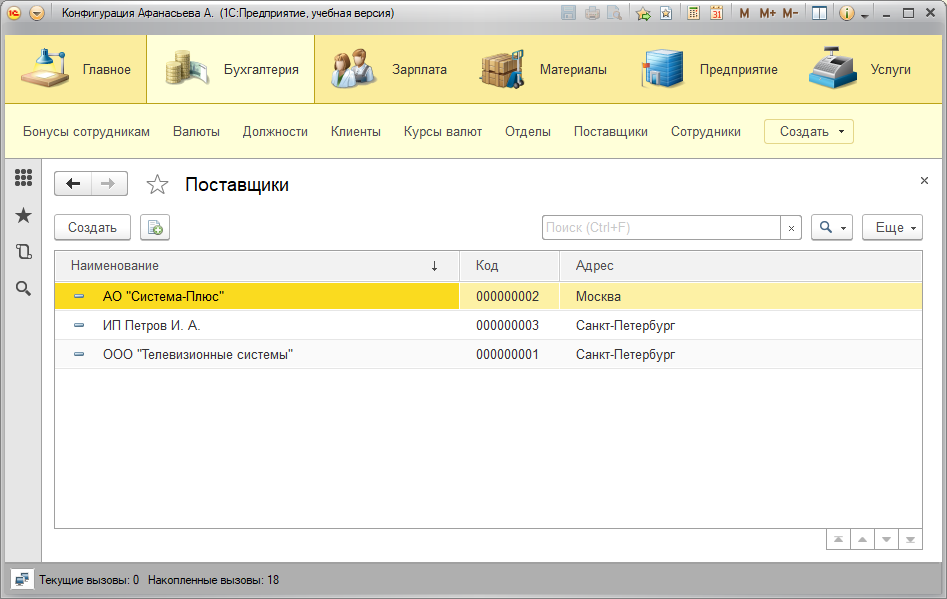 Конфигурация Афанасьева А. (1С:Предприятие, учебная версия) 31 M M+ M-
Главное Бухгалтерия Зарплата Материалы Предприятие Услуги
Бонусы сотрудникам Валюты Должности Клиенты Курсы валют Отделы Поставщики Сотрудники Создать
Поставщики
Создать Поиск (Ctrl+F) Еще
Наименование Код Адрес
АО "Система-Плюс" 000000002 Москва
ИП Петров И. А. 000000003 Санкт-Петербург
ООО "Телевизионные системы" 000000001 Санкт-Петербург
Текущие вызовы: 0 Накопленные вызовы: 18